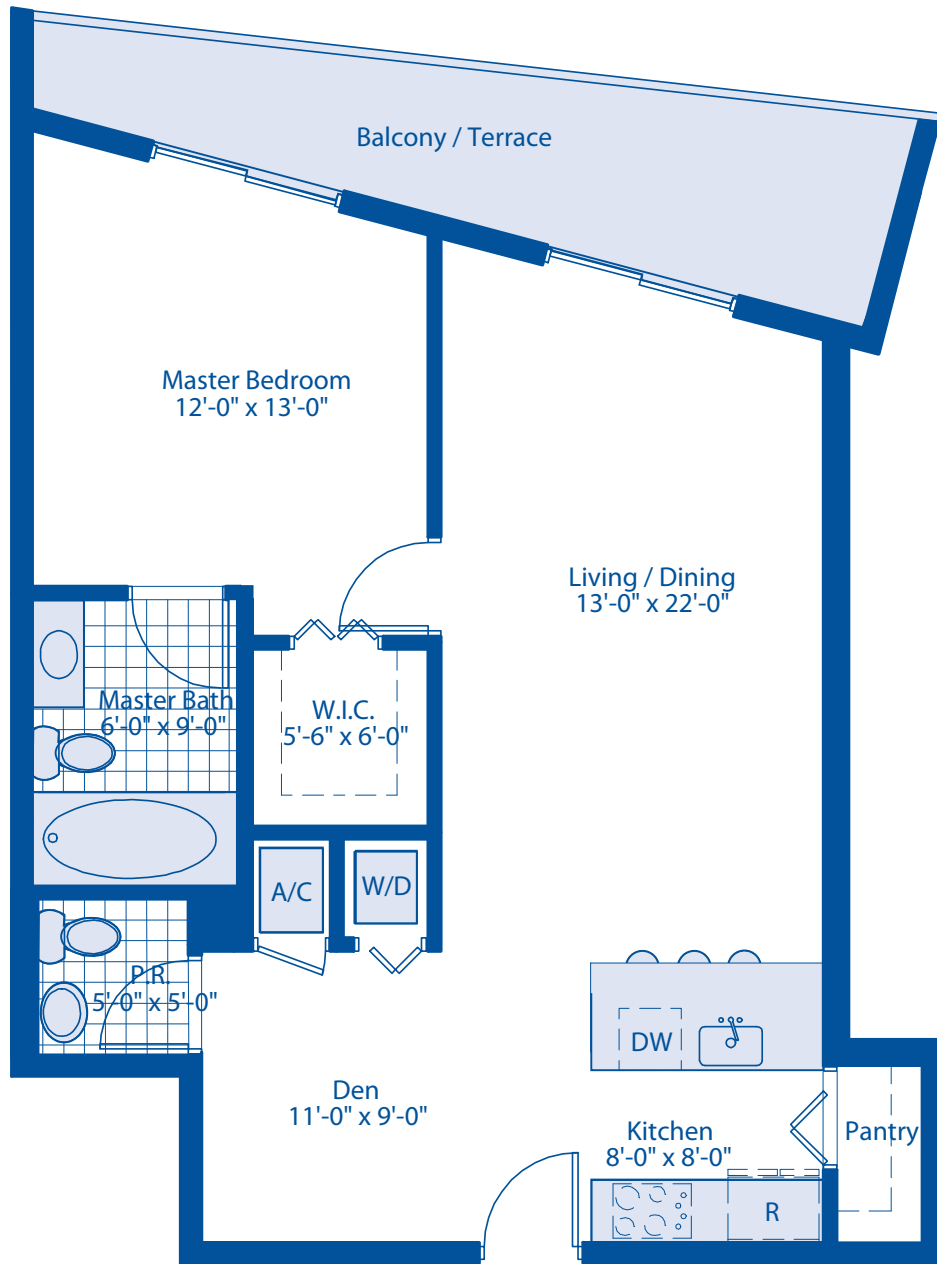 Balcony / Terrace
Master Bedroom
12'-0" x 13'-0"
Living / Dining
13'-0" x 22'-0"
Master Bath
6'-0" x 9'-0"
W.I.C.
5'-6" x 6'-0"
A/C
W/D
P.R.
5'-0" x 5'-0"
DW
Den
11'-0" x 9'-0"
Kitchen
8'-0" x 8'-0"
Pantry
R